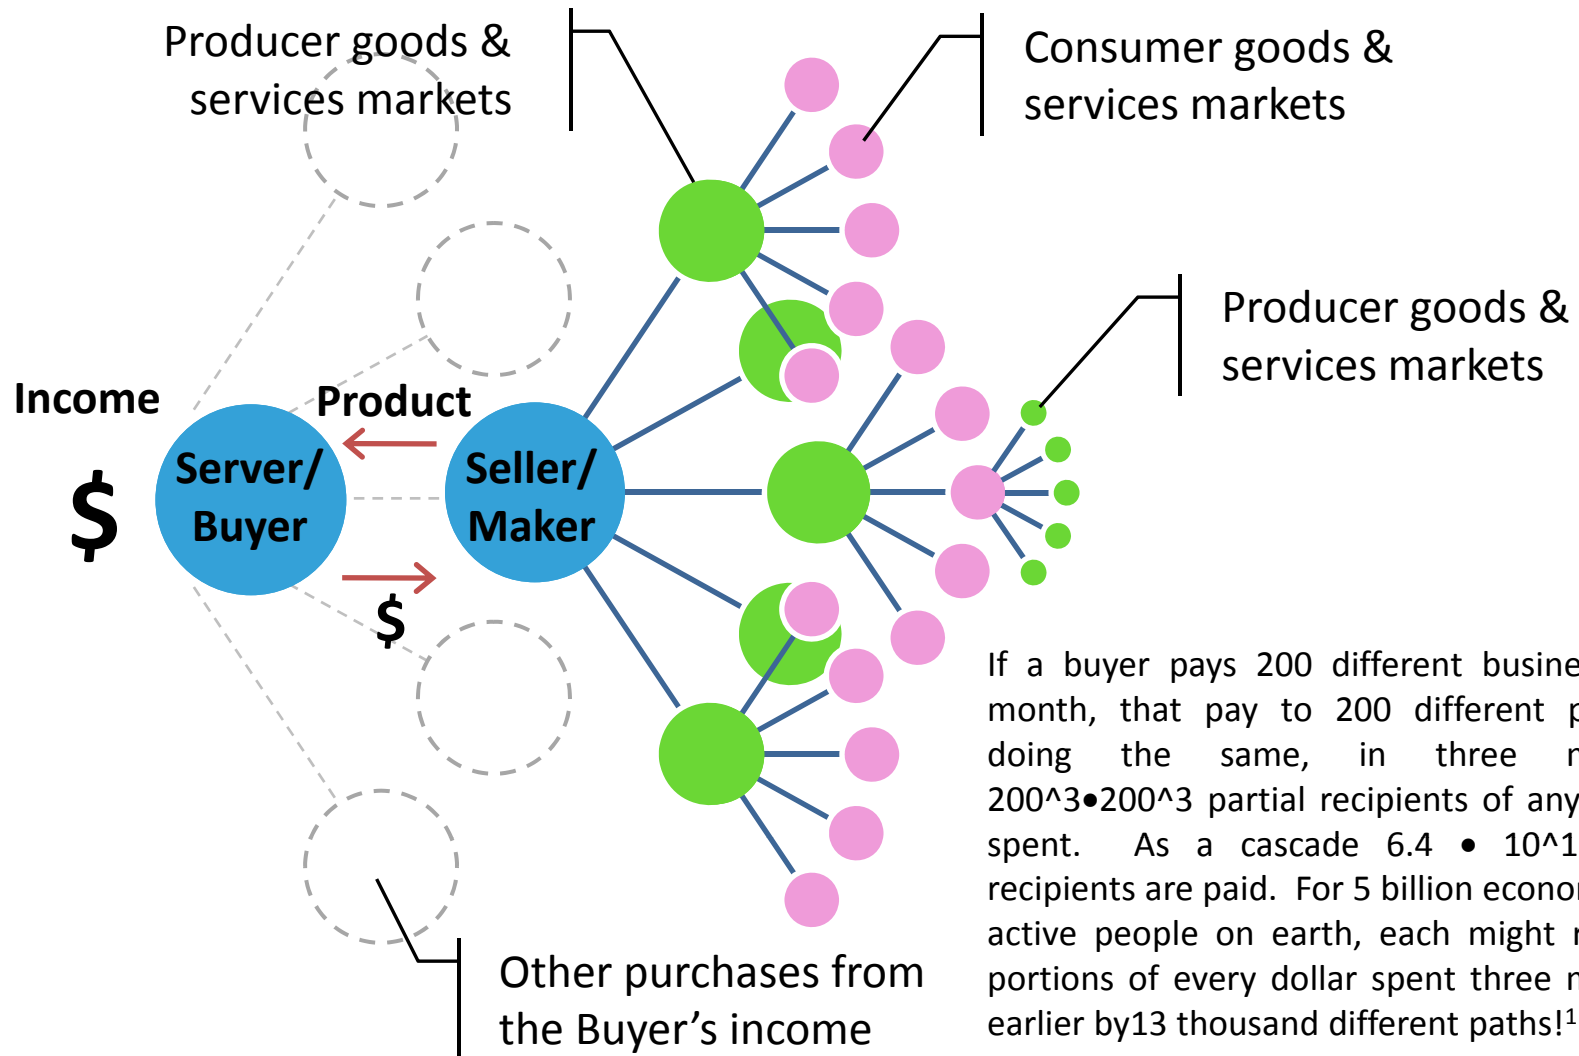 Producer goods &
services markets
Consumer goods &
services markets
Producer goods &
services markets
Income
$
Product
Server/
Buyer
Seller/
Maker
$
Other purchases from
the Buyer’s income
If a buyer pays 200 different
month, that pay to 200 different
doing the same, in three
200^3•200^3 partial recipients of any
spent. As a cascade 6.4 •
recipients are paid. For 5 billion
active people on earth, each might
portions of every dollar spent three
earlier by13 thousand different paths!¹